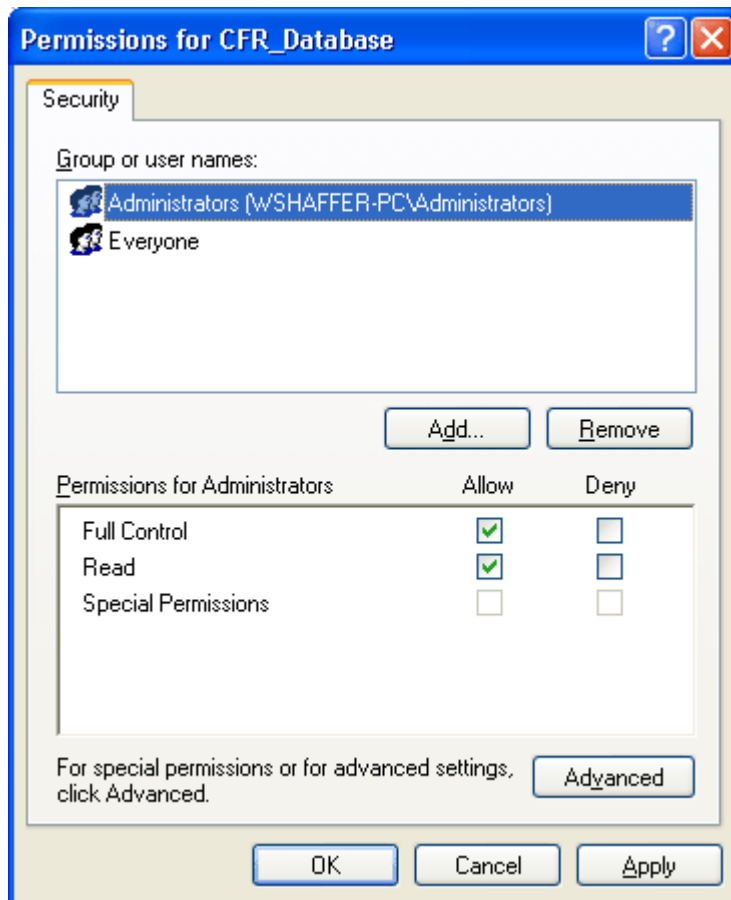 Permissions for CFR_Database
Security
Group or user names:
Administrators (WSHAFFER-PC\Administrators)
Everyone
Add... Remove
Permissions for Administrators Allow Deny
Full Control
Read
Special Permissions
For special permissions or for advanced settings,
click Advanced.
Advanced
OK Cancel Apply